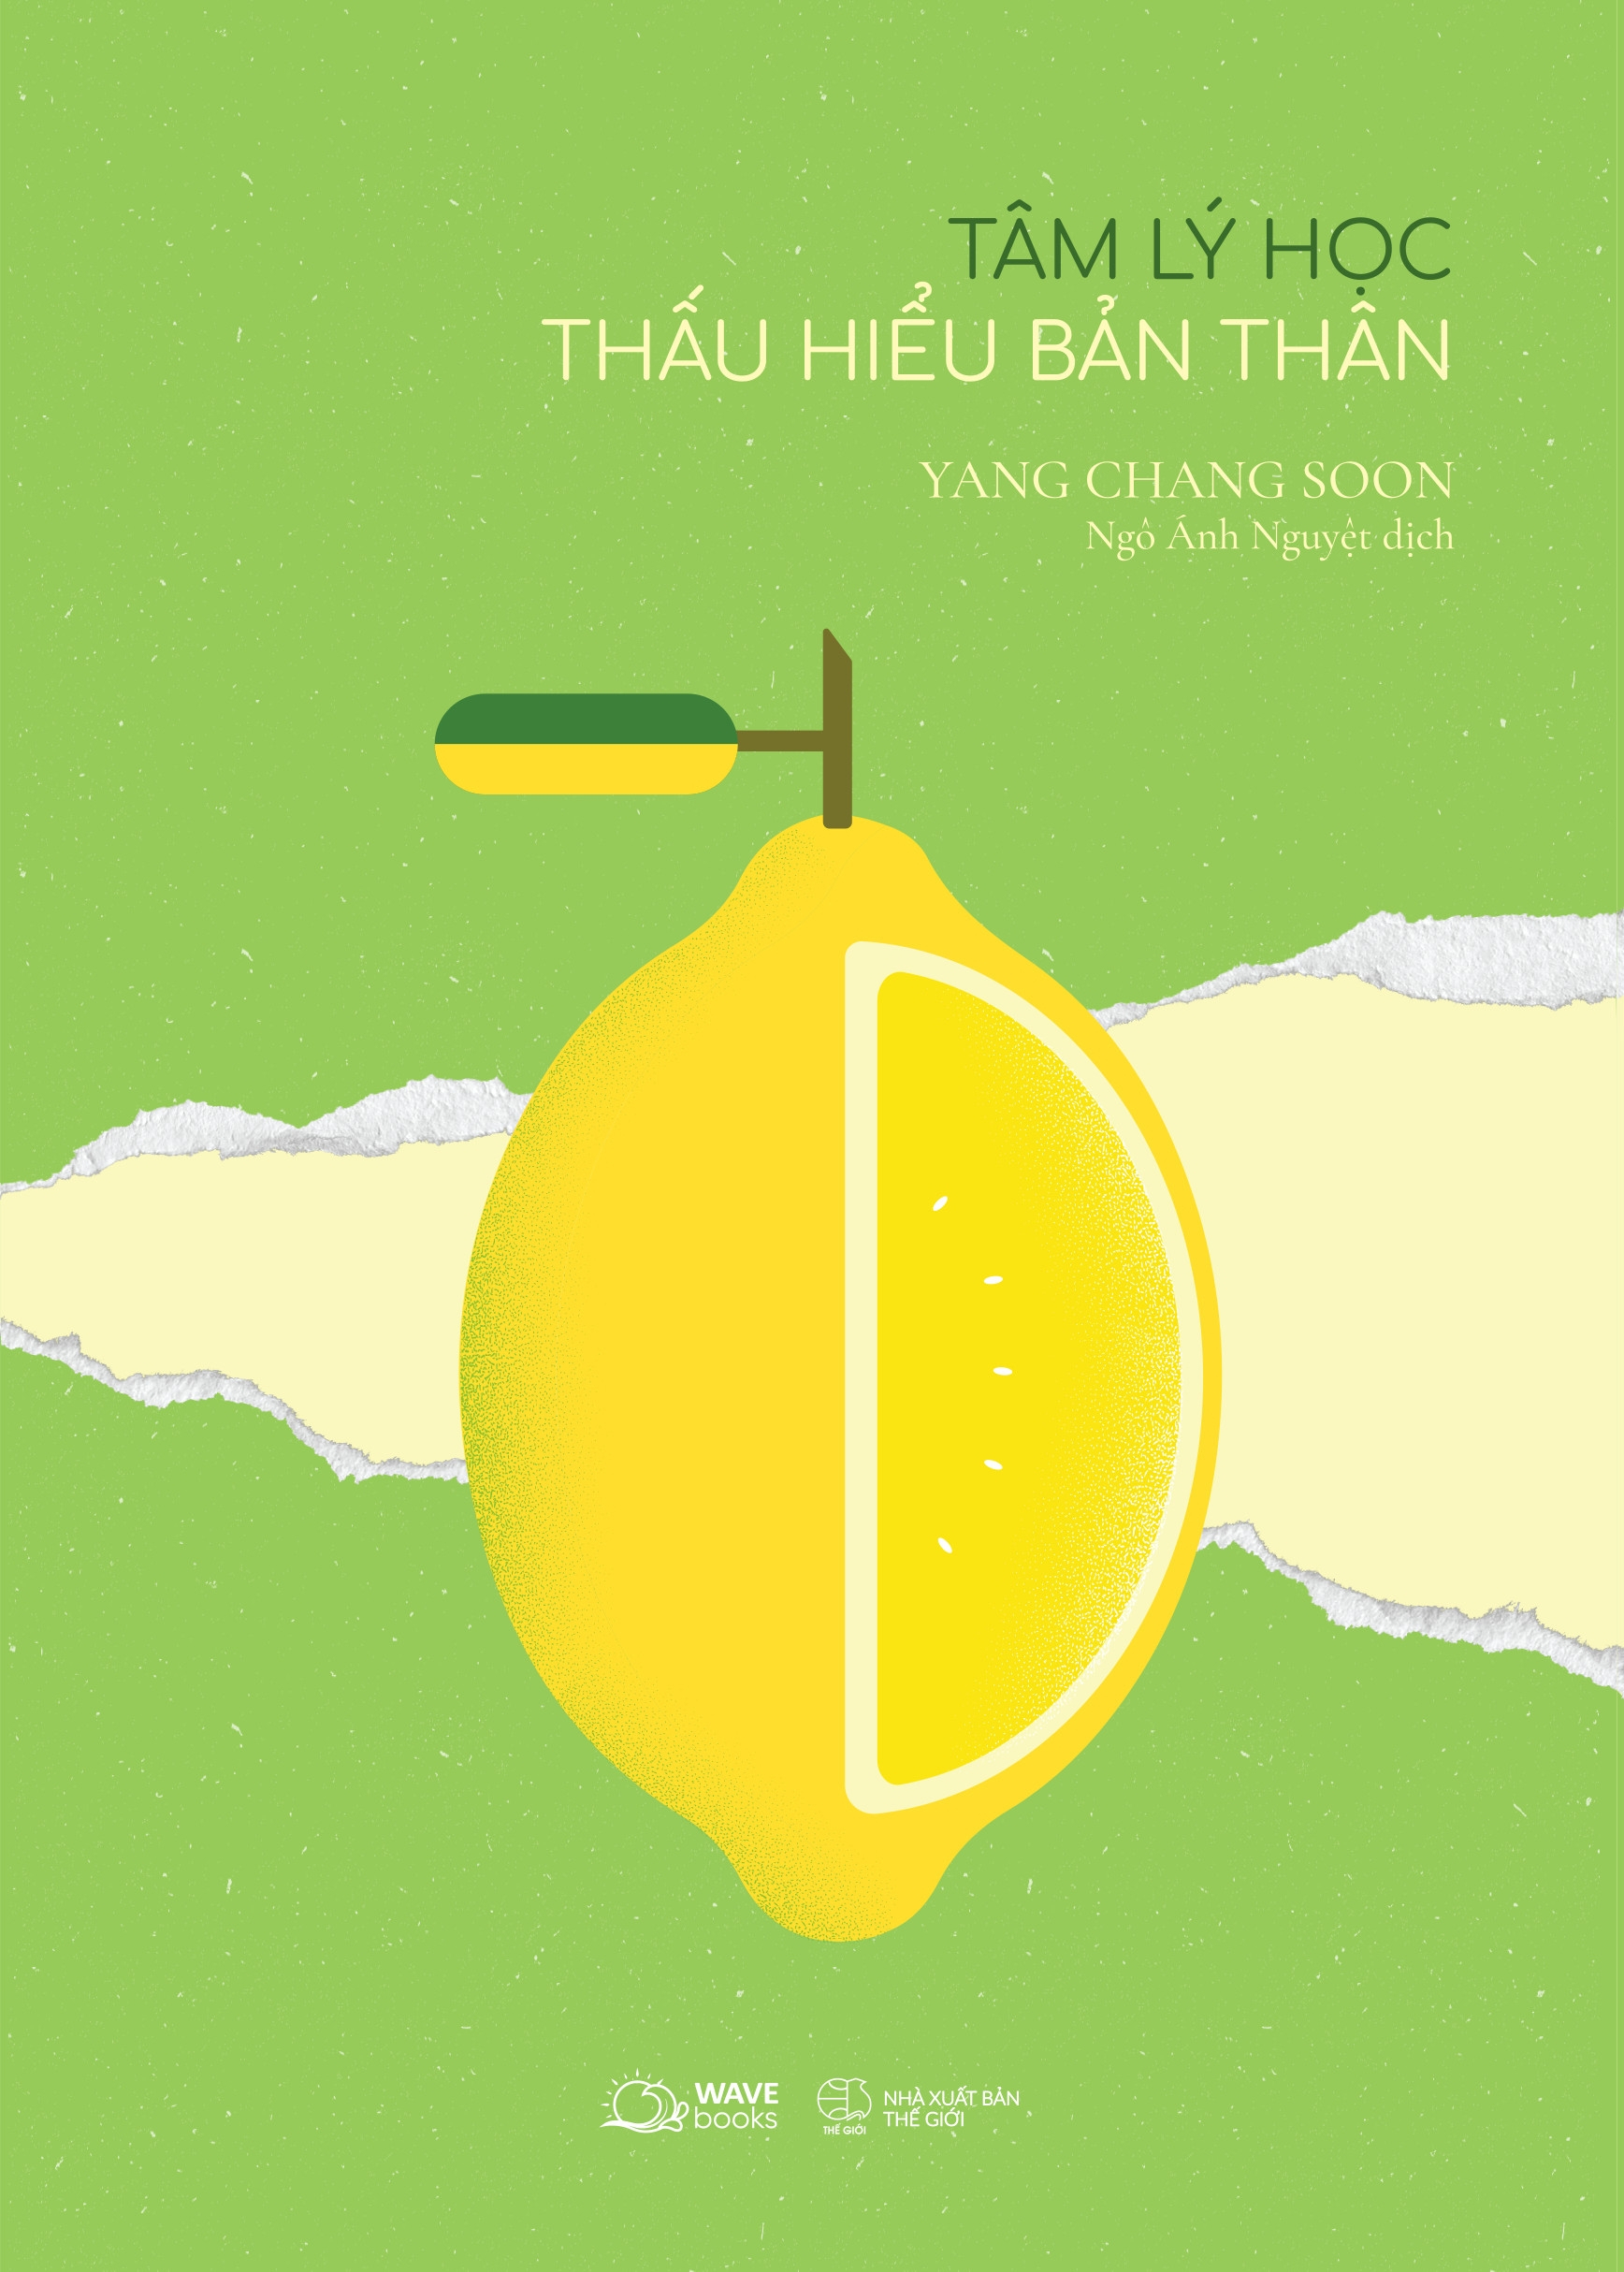 TÂM LÝ HỌC
THẤU HIỂU BẢN THÂN
YANG CHANG SOON
Ngô Ánh Nguyệt dịch
WAVE
books
THẾ GIỚI
NHÀ XUẤT BẢN
THẾ GIỚI